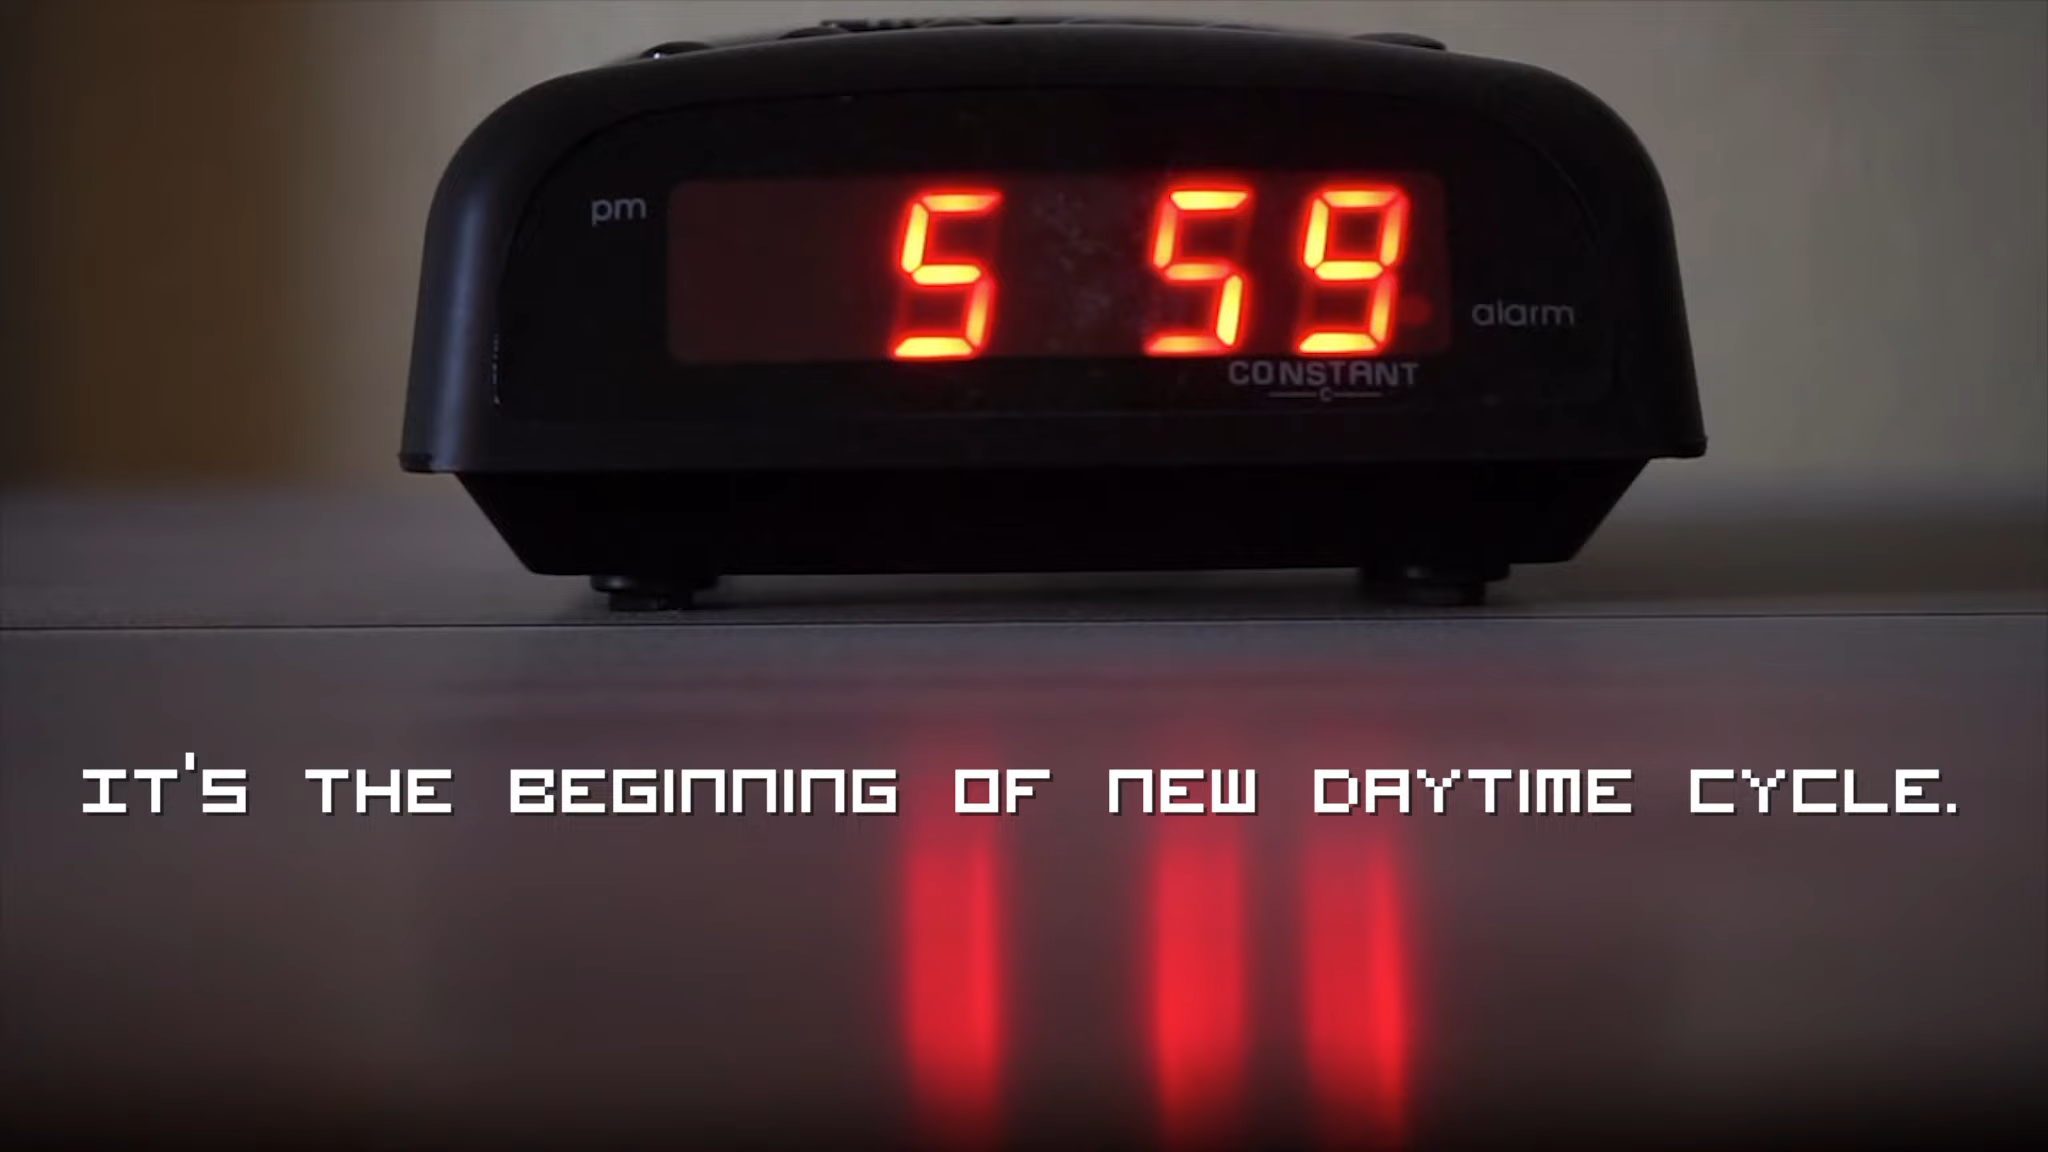 pm
5 59
alarm
CONSTANT
C
IT'S THE BEGINNING OF NEW DAYTIME CYCLE.